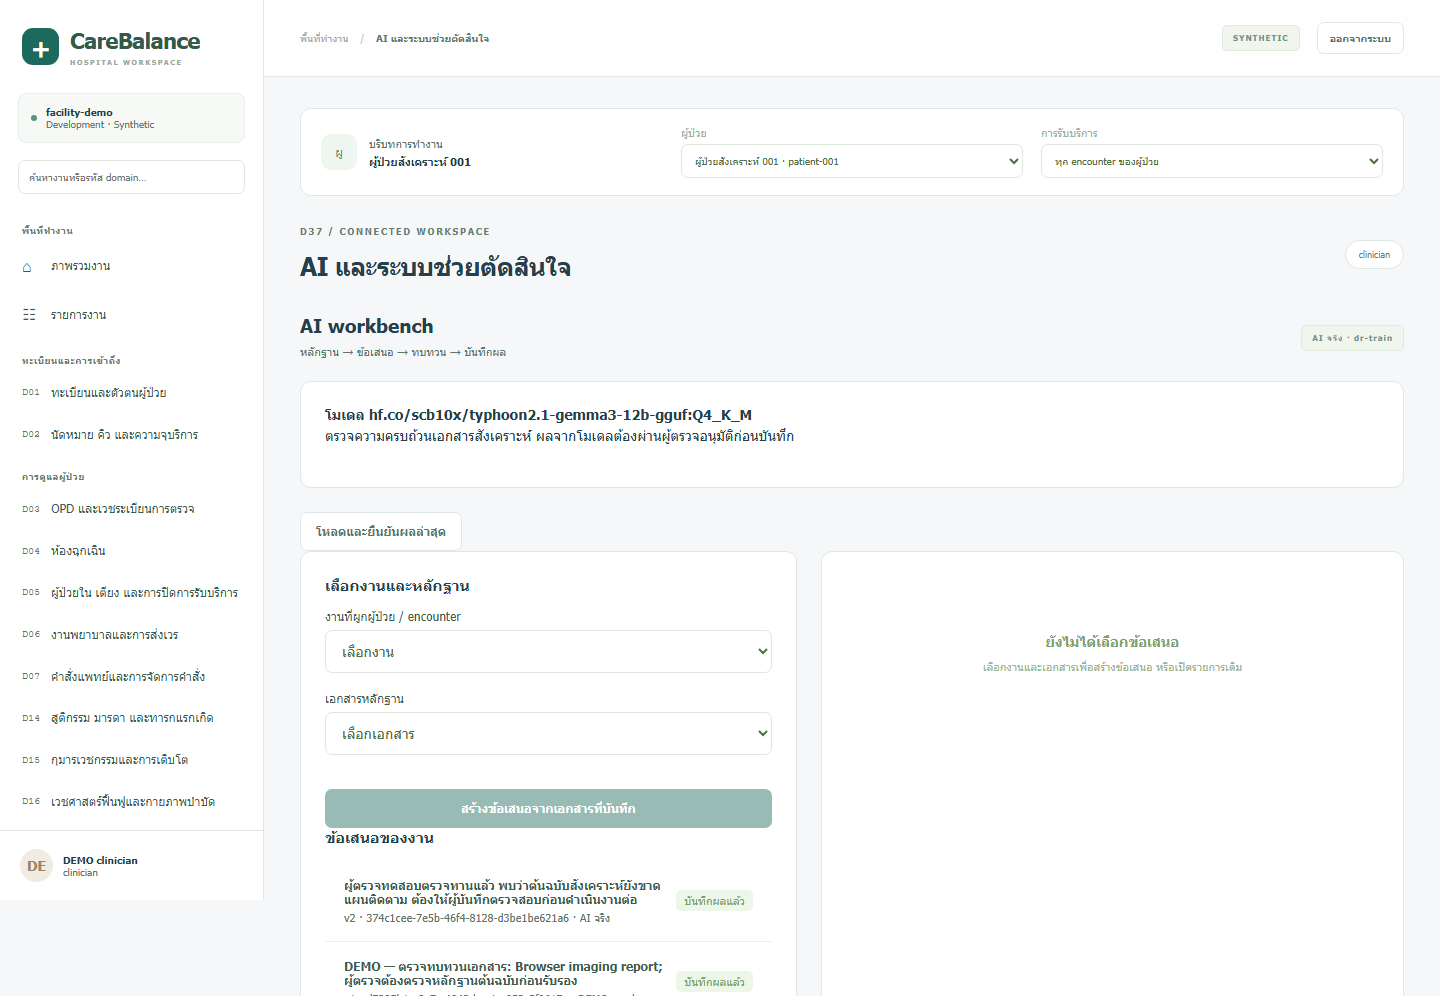 CareBalance
HOSPITAL WORKSPACE
facility-demo
Development · Synthetic
ค้นหางานหรือรหัส domain...
พื้นที่ทำงาน
ภาพรวมงาน
รายการงาน
ทะเบียนและการเข้าถึง
D01 ทะเบียนและตัวตนผู้ป่วย
D02 นัดหมาย คิว และความจุบริการ
การดูแลผู้ป่วย
D03 OPD และเวชระเบียนการตรวจ
D04 ห้องฉุกเฉิน
D05 ผู้ป่วยใน เตียง และการปิดการรับบริการ
D06 งานพยาบาลและการส่งเวร
D07 คำสั่งแพทย์และการจัดการคำสั่ง
D14 สูติกรรม มารดา และทารกแรกเกิด
D15 กุมารเวชกรรมและการเติบโต
D16 เวชศาสตร์ฟื้นฟูและกายภาพบำบัด
DE
DEMO clinician
clinician
พื้นที่ทำงาน / AI และระบบช่วยตัดสินใจ
SYNTHETIC
ออกจากระบบ
ผู้
บริบทการทำงาน
ผู้ป่วยสังเคราะห์ 001
ผู้ป่วย
ผู้ป่วยสังเคราะห์ 001 · patient-001
การรับบริการ
ทุก encounter ของผู้ป่วย
D37 / CONNECTED WORKSPACE
AI และระบบช่วยตัดสินใจ
clinician
AI workbench
หลักฐาน → ข้อเสนอ → ทบทวน → บันทึกผล
AI จริง · dr-train
โมเดล hf.co/scb10x/typhoon2.1-gemma3-12b-gguf:Q4_K_M
ตรวจความครบถ้วนเอกสารสังเคราะห์ ผลจากโมเดลต้องผ่านผู้ตรวจอนุมัติก่อนบันทึก
โหลดและยืนยันผลล่าสุด
เลือกงานและหลักฐาน
งานที่ผูกผู้ป่วย / encounter
เลือกงาน
เอกสารหลักฐาน
เลือกเอกสาร
สร้างข้อเสนอจากเอกสารที่บันทึก
ข้อเสนอของงาน
ผู้ตรวจทดสอบตรวจทานแล้ว พบว่าต้นฉบับสังเคราะห์ยังขาด
แผนติดตาม ต้องให้ผู้บันทึกตรวจสอบก่อนดำเนินงานต่อ
v2 · 374c1cee-7e5b-46f4-8128-d3be1be621a6 · AI จริง
บันทึกผลแล้ว
DEMO — ตรวจทบทวนเอกสาร: Browser imaging report;
ผู้ตรวจต้องตรวจหลักฐานต้นฉบับก่อนรับรอง
บันทึกผลแล้ว
ยังไม่ได้เลือกข้อเสนอ
เลือกงานและเอกสารเพื่อสร้างข้อเสนอ หรือเปิดรายการเดิม